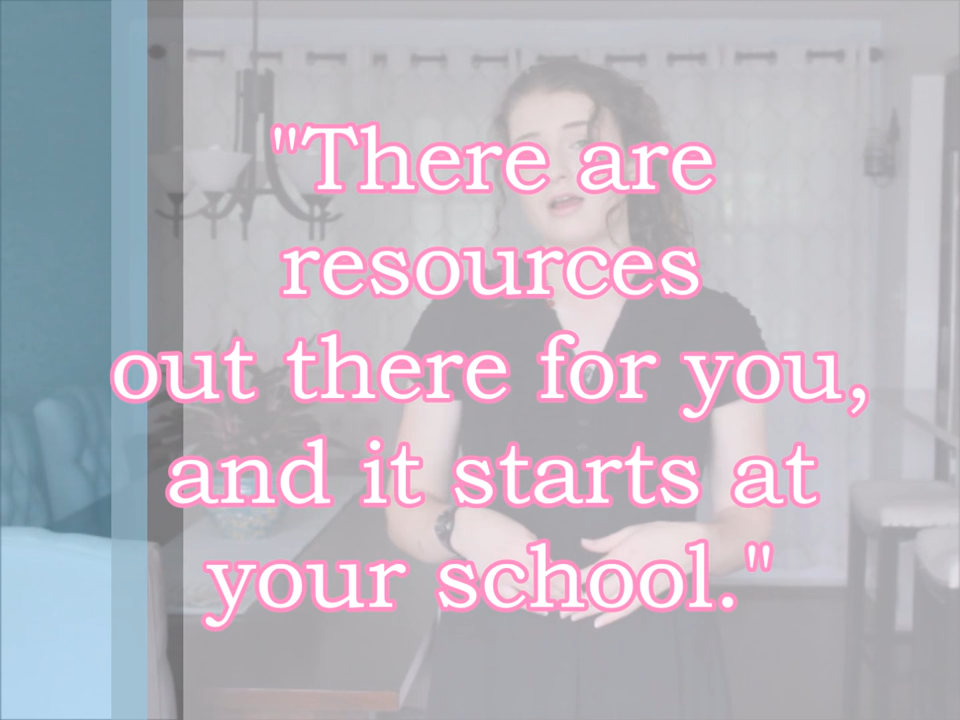 "There are
resources
out there for you,
and it starts at
your school."